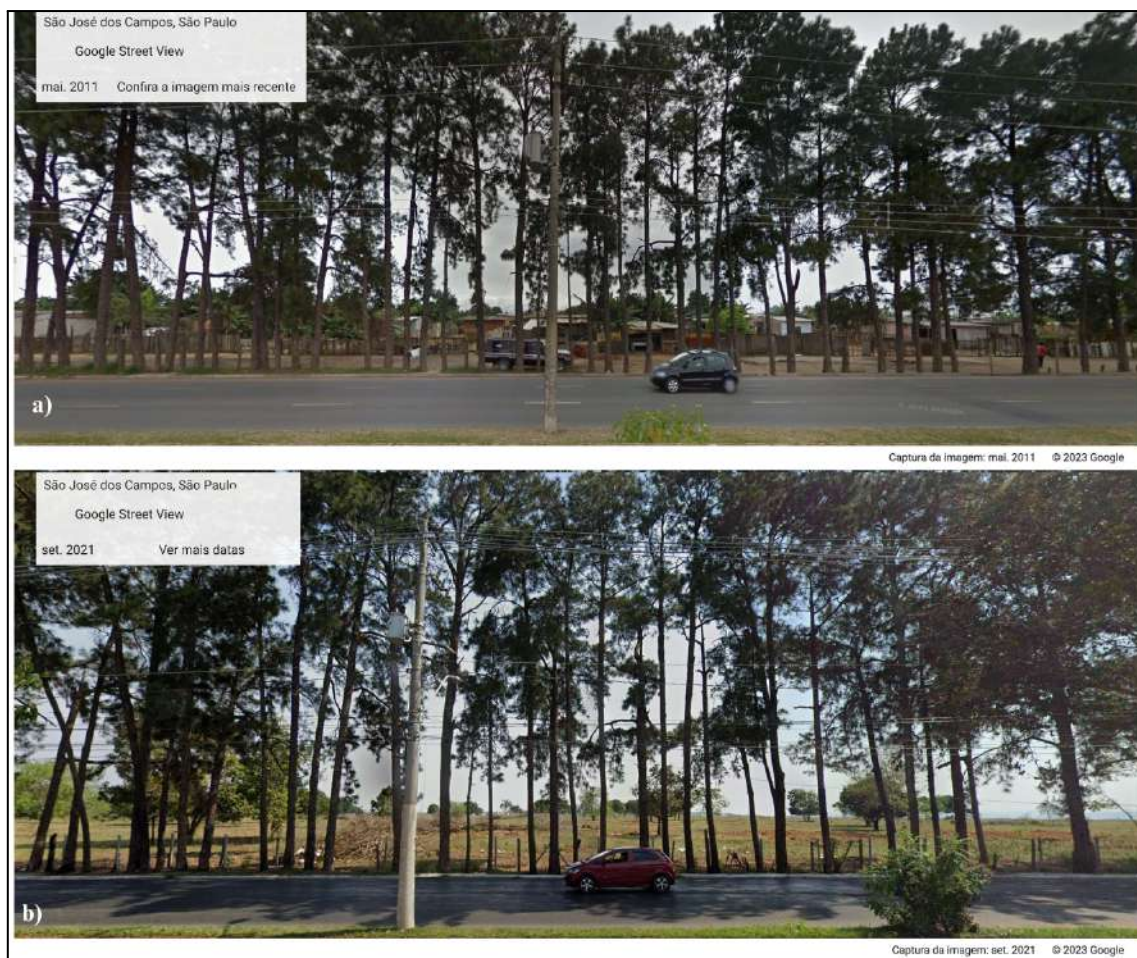 São José dos Campos, São Paulo
Google Street View
mai. 2011 Confira a imagem mais recente
a)
Captura da imagem: mai. 2011 © 2023 Google
São José dos Campos, São Paulo
Google Street View
set. 2021 Ver mais datas
b)
Captura da imagem: set. 2021 © 2023 Google